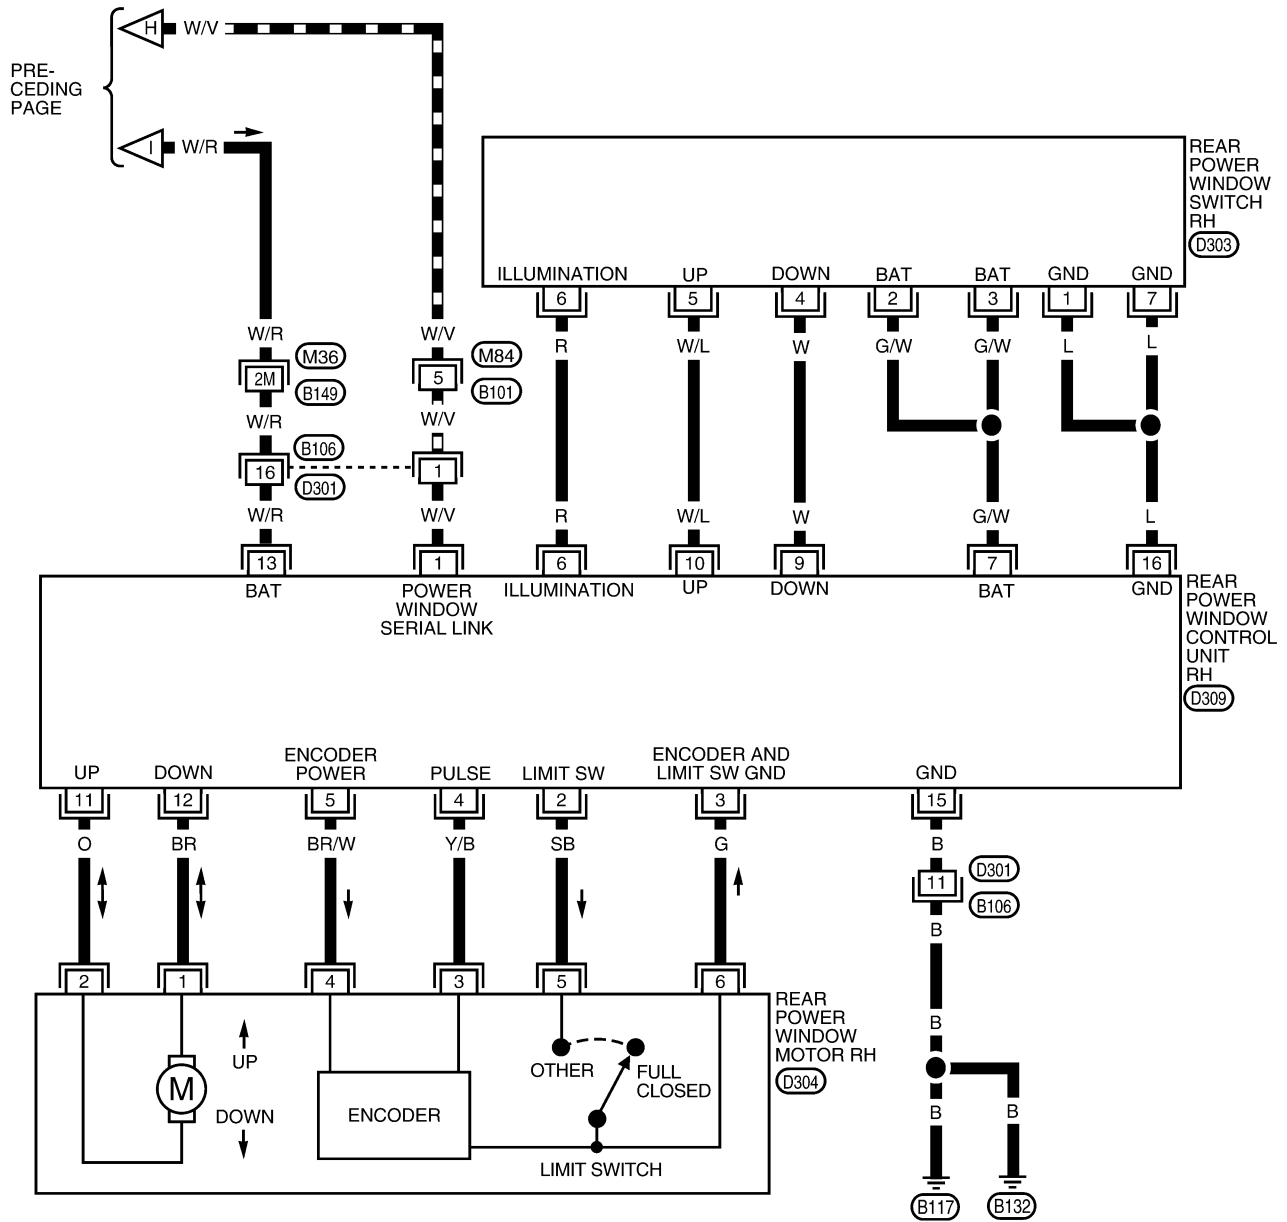 H W/V
PRE-
CEDING
PAGE
I W/R
REAR
POWER
WINDOW
SWITCH
RH
D303
ILLUMINATION UP DOWN BAT BAT GND GND
6 5 4 2 3 1 7
W/R W/V R W/L W G/W G/W L L
M36 M84
2M 5
B149 B101
W/R W/V
B106
16 1
D301
W/R W/V R W/L W G/W L
13 1 6 10 9 7 16
BAT POWER ILLUMINATION UP DOWN BAT GND
WINDOW
SERIAL LINK
REAR
POWER
WINDOW
CONTROL
UNIT
RH
D309
ENCODER ENCODER AND
UP DOWN POWER PULSE LIMIT SW LIMIT SW GND GND
11 12 5 4 2 3 15
O BR BR/W Y/B SB G B
D301
11
B106
B
2 1 4 3 5 6
REAR
POWER
WINDOW
MOTOR RH
D304
B
UP
OTHER FULL
CLOSED
M
DOWN
ENCODER
LIMIT SWITCH
B B
B117 B132